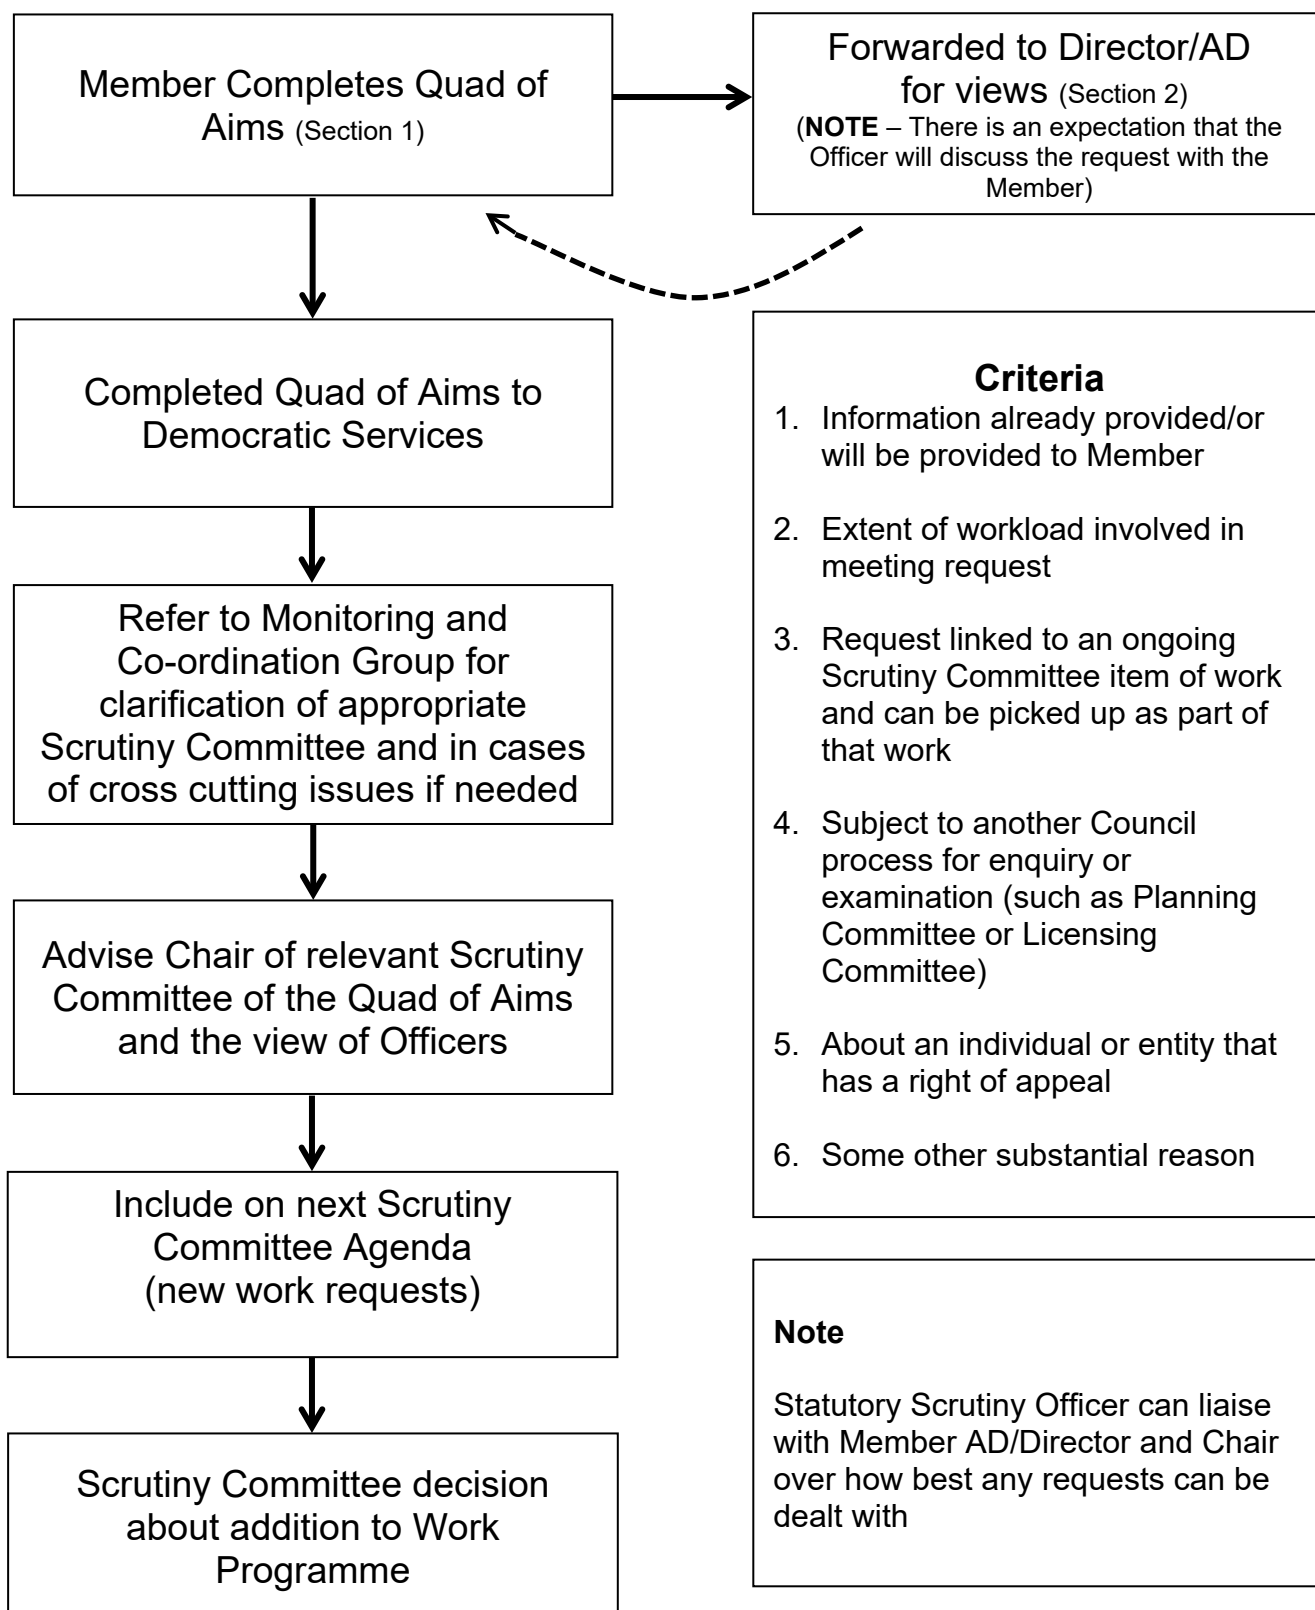 Member Completes Quad of
Aims (Section 1)
Forwarded to Director/AD
for views (Section 2)
(NOTE – There is an expectation that the
Officer will discuss the request with the
Member)
Completed Quad of Aims to
Democratic Services
Refer to Monitoring and
Co-ordination Group for
clarification of appropriate
Scrutiny Committee and in cases
of cross cutting issues if needed
Advise Chair of relevant Scrutiny
Committee of the Quad of Aims
and the view of Officers
Include on next Scrutiny
Committee Agenda
(new work requests)
Scrutiny Committee decision
about addition to Work
Programme
Criteria
1. Information already provided/or
will be provided to Member
2. Extent of workload involved in
meeting request
3. Request linked to an ongoing
Scrutiny Committee item of work
and can be picked up as part of
that work
4. Subject to another Council
process for enquiry or
examination (such as Planning
Committee or Licensing
Committee)
5. About an individual or entity that
has a right of appeal
6. Some other substantial reason
Note
Statutory Scrutiny Officer can liaise
with Member AD/Director and Chair
over how best any requests can be
dealt with